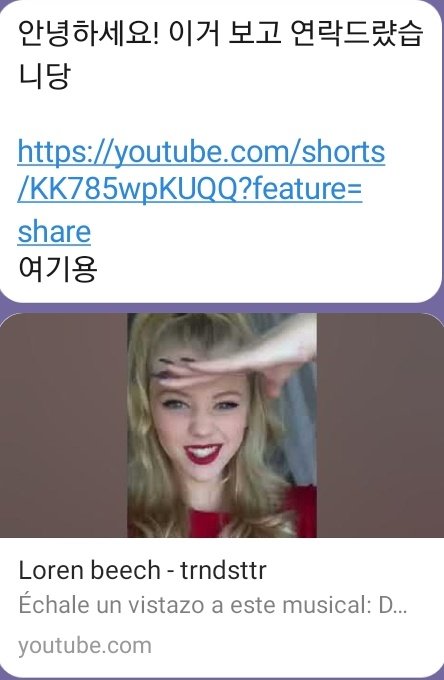 안녕하세요! 이거 보고 연락드랐습
니당
https://youtube.com/shorts
/KK785wpKUQQ?feature=
share
여기용
Loren beech - trndsttr
Échale un vistazo a este musical: D...
youtube.com